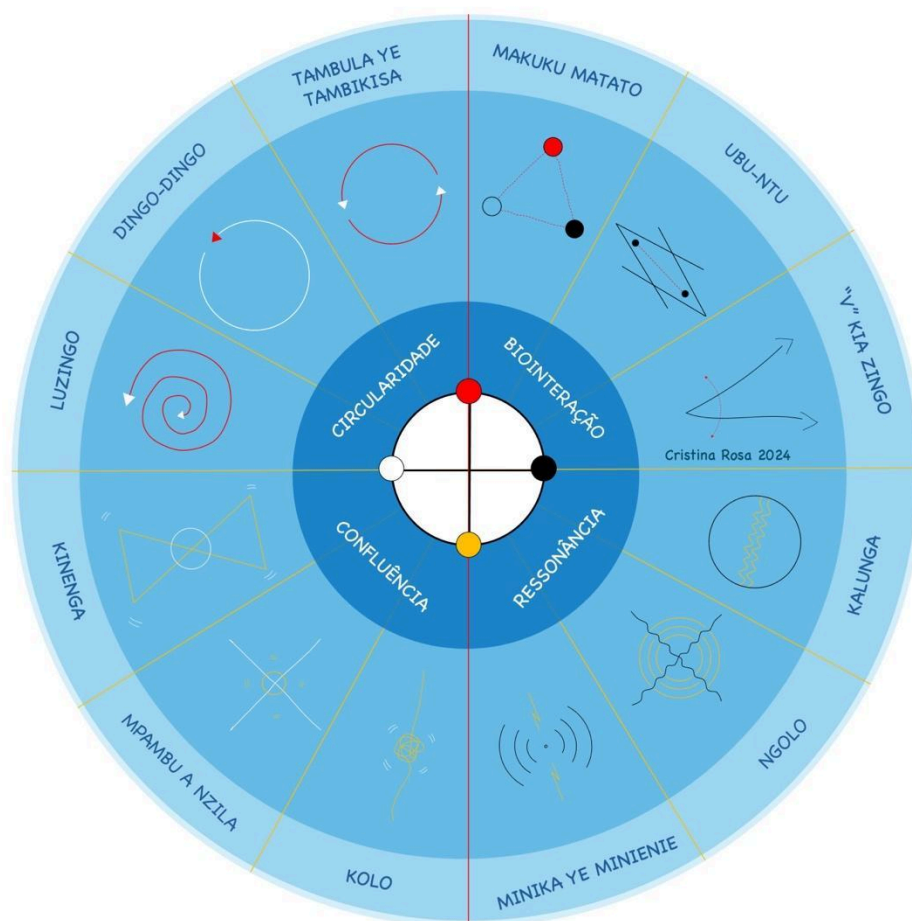 TAMBULA YE
TAMBIKISA
MAKUKU MATATO
UBU-NTU
"V" KIA ZINGO
KALUNGA
NGOLO
MINIKA YE MINIENIE
KOLO
MPAMBU A NZILA
KINENGA
LUZINGO
DINGO-DINGO
CIRCULARIDADE
BIOINTERAÇÃO
RESSONÂNCIA
CONFLUÊNCIA
Cristina Rosa 2024